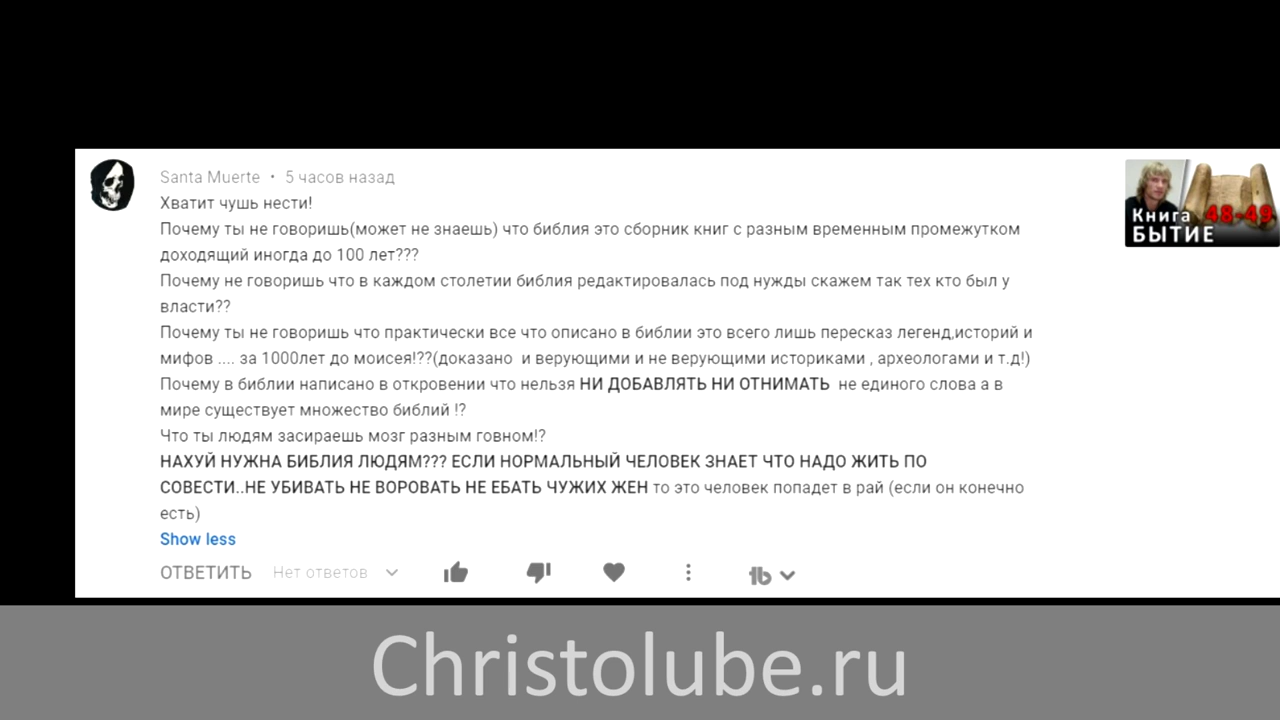 Santa Muerte • 5 часов назад
Хватит чушь нести!
Почему ты не говоришь(может не знаешь) что библия это сборник книг с разным временным промежутком
доходящий иногда до 100 лет???
Почему не говоришь что в каждом столетии библия редактировалась под нужды скажем так тех кто был у
власти??
Почему ты не говоришь что практически все что описано в библии это всего лишь пересказ легенд,историй и
мифов .... за 1000лет до моисея!??(доказано и верующими и не верующими историками , археологами и т.д!)
Почему в библии написано в откровении что нельзя НИ ДОБАВЛЯТЬ НИ ОТНИМАТЬ не единого слова а в
мире существует множество библий !?
Что ты людям засираешь мозг разным говном!?
НАХУЙ НУЖНА БИБЛИЯ ЛЮДЯМ??? ЕСЛИ НОРМАЛЬНЫЙ ЧЕЛОВЕК ЗНАЕТ ЧТО НАДО ЖИТЬ ПО
СОВЕСТИ..НЕ УБИВАТЬ НЕ ВОРОВАТЬ НЕ ЕБАТЬ ЧУЖИХ ЖЕН то это человек попадет в рай (если он конечно
есть)
Show less
ОТВЕТИТЬ Нет ответов
Книга 48-49
БЫТИЕ
Christolube.ru